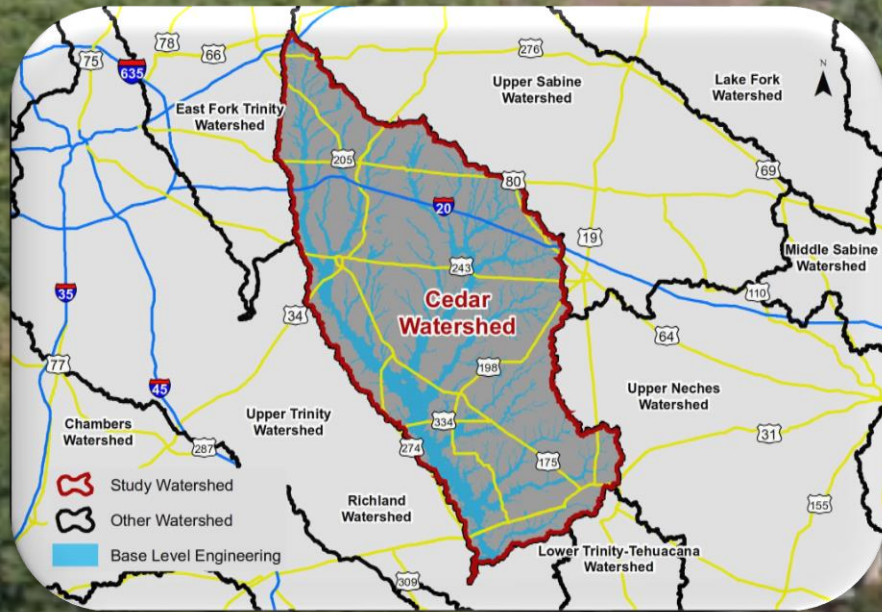 78
66
75
635
276
N
Upper Sabine
Watershed
Lake Fork
Watershed
East Fork Trinity
Watershed
205
80
69
20
19
Middle Sabine
Watershed
243
35
110
34
Cedar
Watershed
64
77
198
45
Upper Neches
Watershed
Chambers
Watershed
Upper Trinity
Watershed
334
287
274
31
175
Study Watershed
Other Watershed
Base Level Engineering
Richland
Watershed
155
Lower Trinity-Tehuacana
Watershed
309